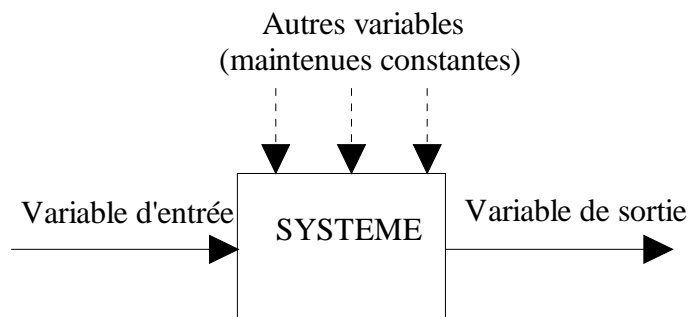 Autres variables
(maintenues constantes)
Variable d'entrée
SYSTEME
Variable de sortie